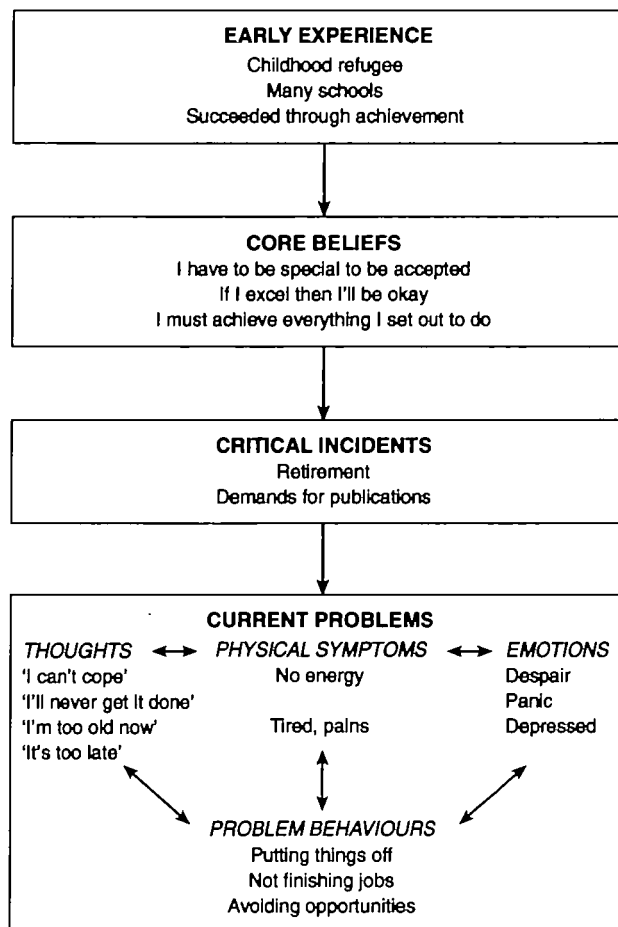 EARLY EXPERIENCE
Childhood refugee
Many schools
Succeeded through achievement
CORE BELIEFS
I have to be special to be accepted
If I excel then I'll be okay
I must achieve everything I set out to do
CRITICAL INCIDENTS
Retirement
Demands for publications
CURRENT PROBLEMS
THOUGHTS PHYSICAL SYMPTOMS EMOTIONS
'I can't cope' No energy Despair
'I'll never get it done' Panic
'I'm too old now' Tired, pains Depressed
'It's too late'
PROBLEM BEHAVIOURS
Putting things off
Not finishing jobs
Avoiding opportunities